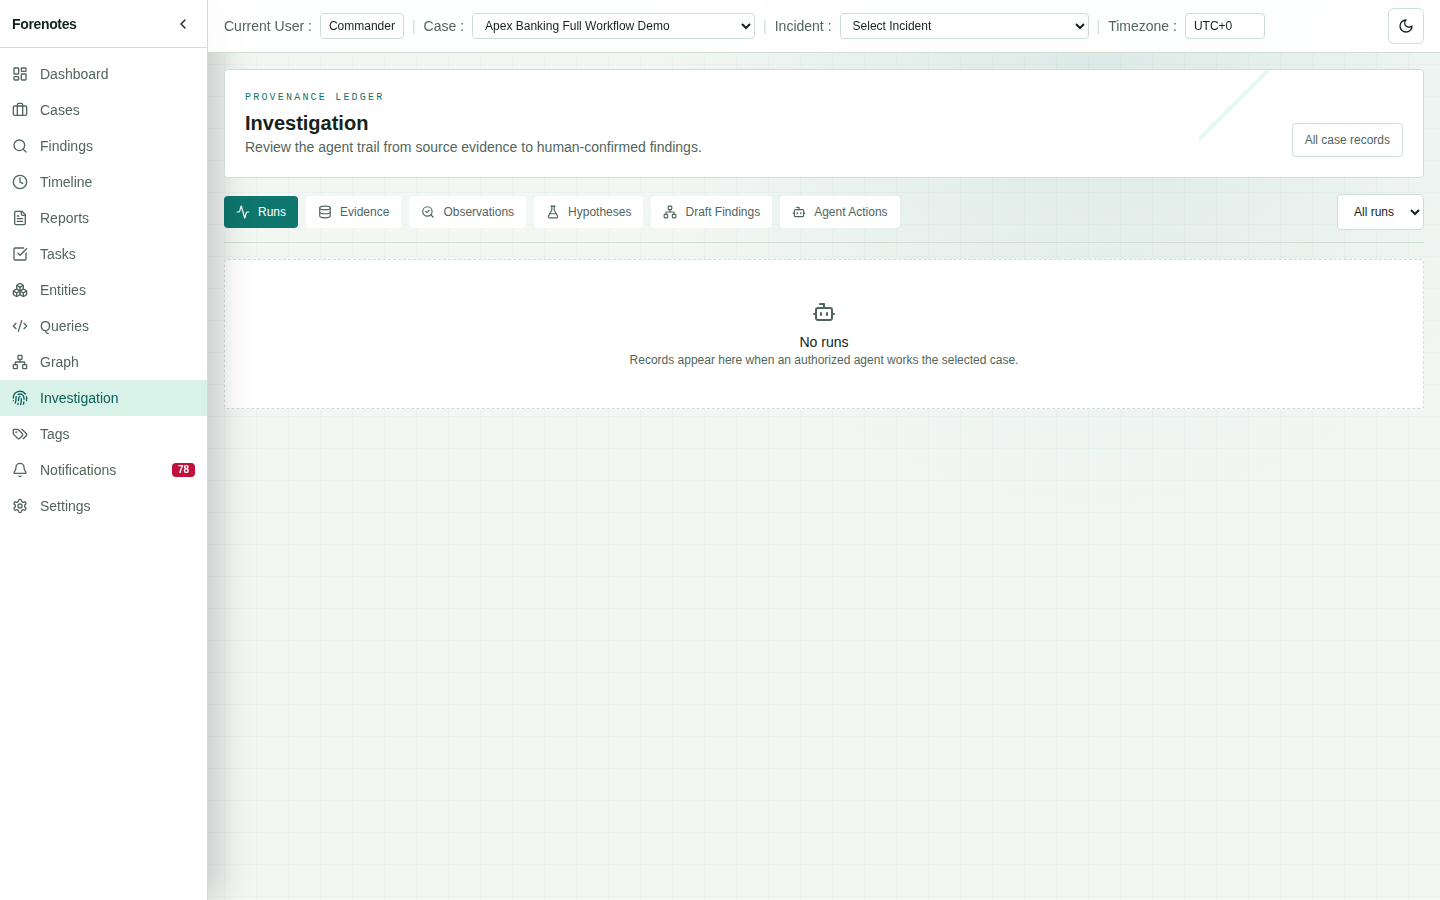 Forenotes
Current User : Commander | Case : Apex Banking Full Workflow Demo | Incident : Select Incident | Timezone : UTC+0
Dashboard
Cases
Findings
Timeline
Reports
Tasks
Entities
Queries
Graph
Investigation
Tags
Notifications 78
Settings
PROVENANCE LEDGER
Investigation
Review the agent trail from source evidence to human-confirmed findings.
All case records
Runs Evidence Observations Hypotheses Draft Findings Agent Actions All runs
No runs
Records appear here when an authorized agent works the selected case.